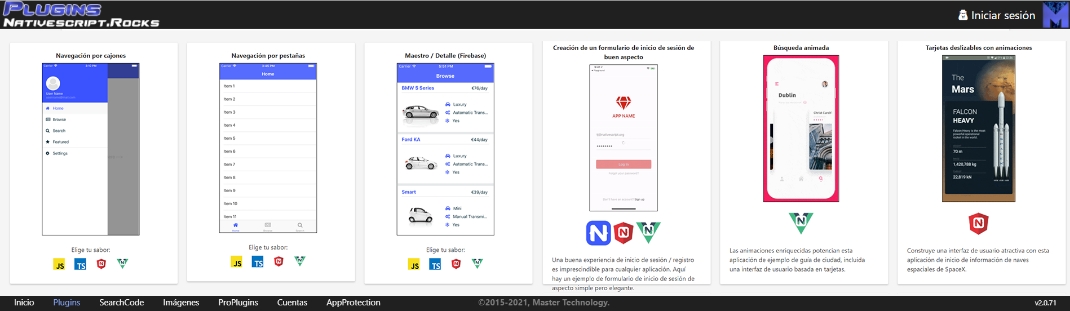 Plugins
Nativescript.Rocks
Iniciar sesión
Navegación por cajones
Home
Browse
Search
Featured
Settings
Elige tu sabor:
JS
TS
Navegación por pestañas
Home
Item 1
Item 2
Item 3
Item 4
Item 5
Item 6
Item 7
Item 8
Item 9
Item 10
Item 11
Elige tu sabor:
JS
TS
Maestro / Detalle (Firebase)
Browse
BMW 5 Series
Luxury
Automatic Trans...
Yes
Ford KA
Luxury
Automatic Trans...
Yes
Smart
Mini
Manual Transmi...
Yes
Elige tu sabor:
JS
TS
Creación de un formulario de inicio de sesión de
buen aspecto
APP NAME
Una buena experiencia de inicio de sesión / registro
es imprescindible para cualquier aplicación. Aquí
hay un ejemplo de formulario de inicio de sesión de
aspecto simple pero elegante.
Búsqueda animada
Dublin
Las animaciones enriquecidas potencian esta
aplicación de ejemplo de guía de ciudad, incluida
una interfaz de usuario basada en tarjetas.
Tarjetas deslizables con animaciones
The
Mars
FALCON
HEAVY
70 m
1,420,788 kg
22,819 kN
Construye una interfaz de usuario atractiva con esta
aplicación de inicio de información de naves
espaciales de SpaceX.
Inicio
Plugins
SearchCode
Imágenes
ProPlugins
Cuentas
AppProtection
©2015-2021, Master Technology.
v2.0.71